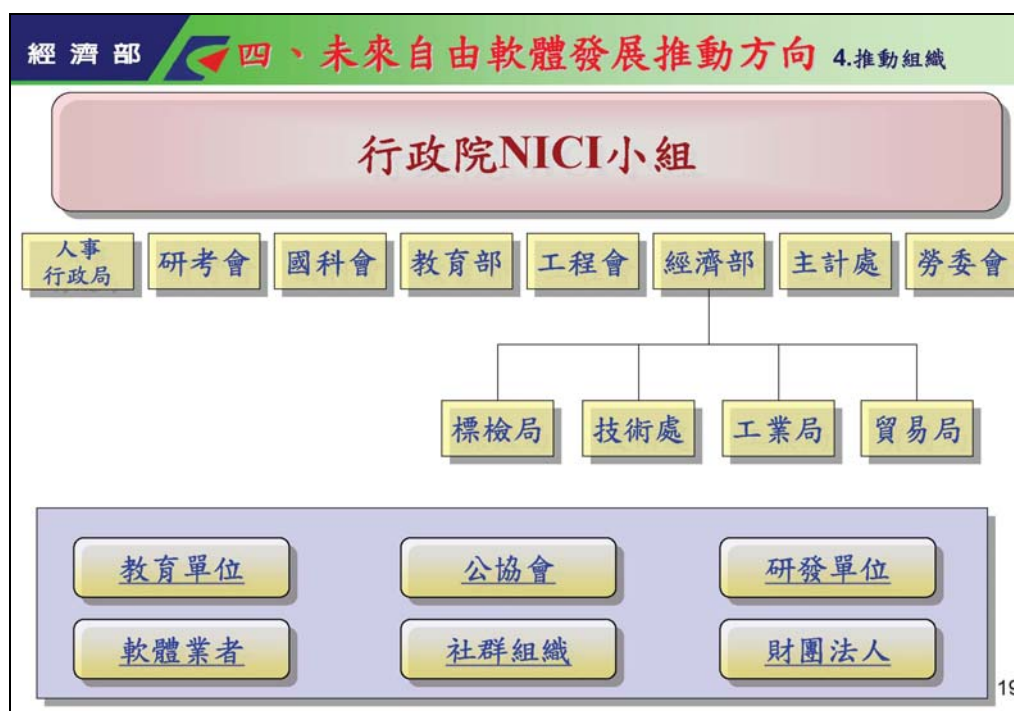 經濟部 四、未來自由軟體發展推動方向 4.推動組織
行政院NICI小組
人事
行政局
研考會
國科會
教育部
工程會
經濟部
主計處
勞委會
標檢局
技術處
工業局
貿易局
教育單位
公協會
研發單位
軟體業者
社群組織
財團法人
19